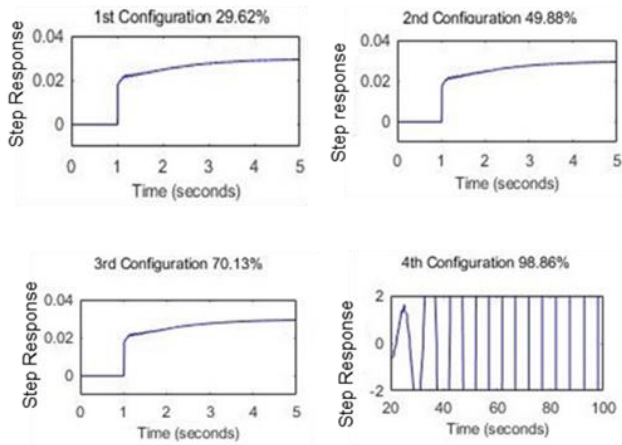 1st Configuration 29.62%
Step Response
0.04
0.02
0
0 1 2 3 4 5
Time (seconds)
2nd Configuration 49.88%
Step response
0.04
0.02
0
0 1 2 3 4 5
Time (seconds)
3rd Configuration 70.13%
Step Response
0.04
0.02
0
0 1 2 3 4 5
Time (seconds)
4th Configuration 98.86%
Step Response
2
0
-2
20 40 60 80 100
Time (seconds)